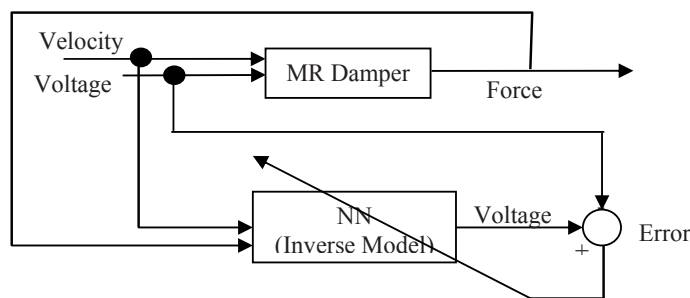 Velocity
Voltage
MR Damper
Force
NN
(Inverse Model)
Voltage
+
Error